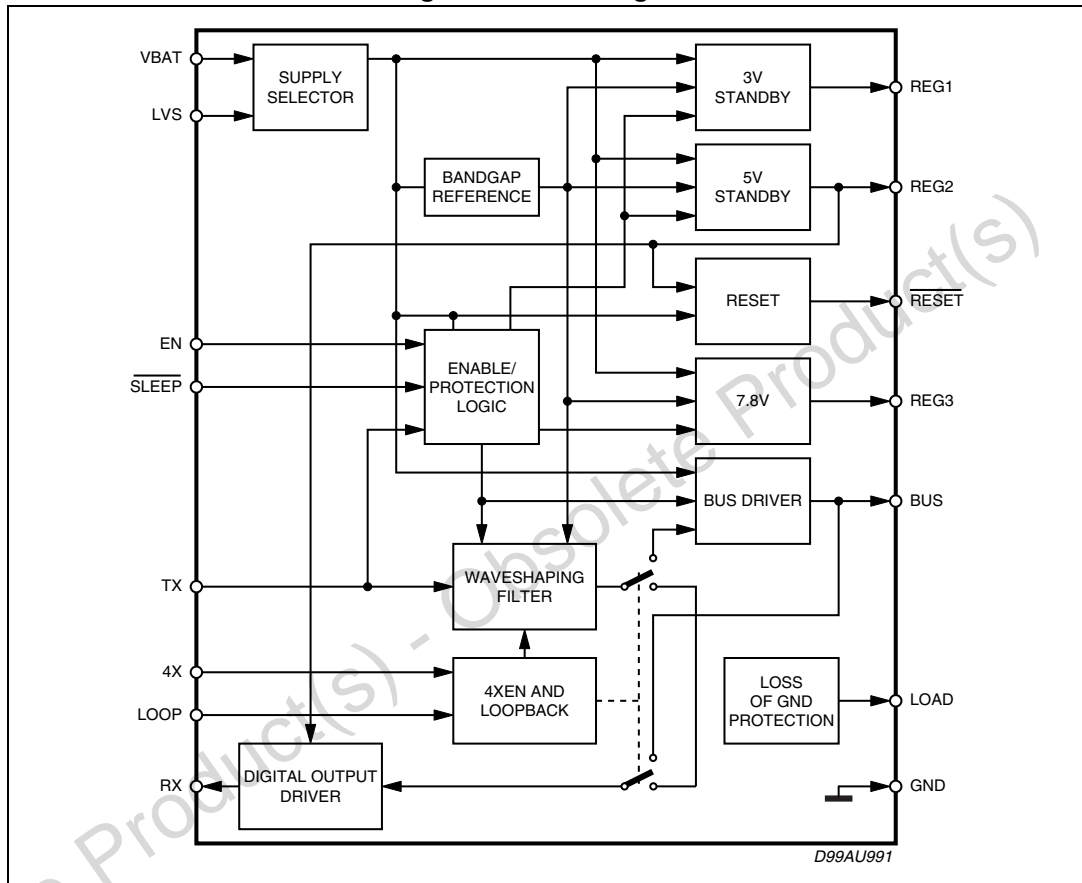 VBAT
LVS
SUPPLY
SELECTOR
3V
STANDBY
REG1
BANDGAP
REFERENCE
5V
STANDBY
REG2
RESET
RESET
EN
SLEEP
ENABLE/
PROTECTION
LOGIC
7.8V
REG3
BUS DRIVER
BUS
TX
WAVESHAPING
FILTER
4X
LOOP
4XEN AND
LOOPBACK
LOSS
OF GND
PROTECTION
LOAD
RX
DIGITAL OUTPUT
DRIVER
GND
D99AU991
Product(s) - Obsolete Product(s)